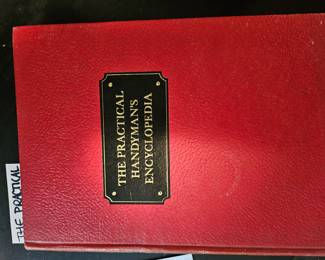 THE PRACTICAL
HANDYMAN'S
ENCYCLOPEDIA
THE PRACTICAL